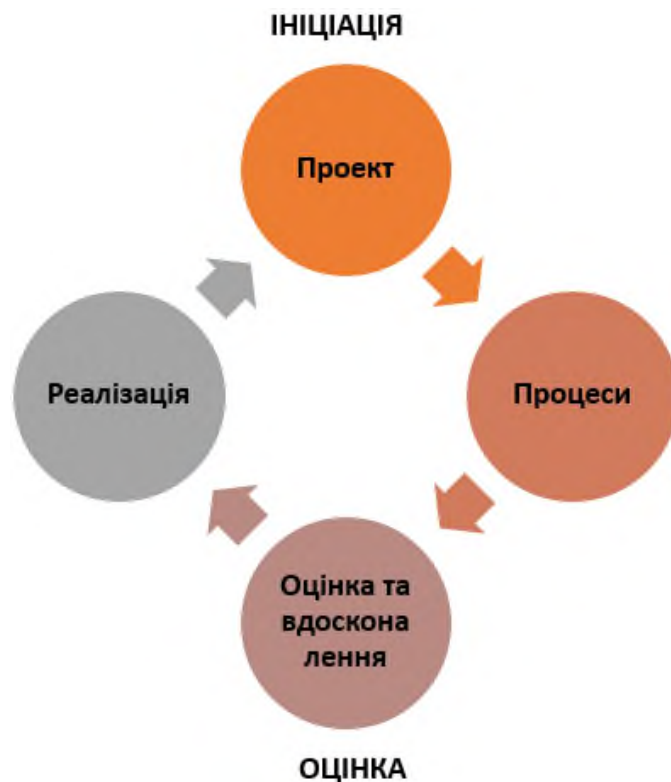 ІНІЦІАЦІЯ
Проект
Реалізація
Процеси
Оцінка та
вдоскона
лення
ОЦІНКА